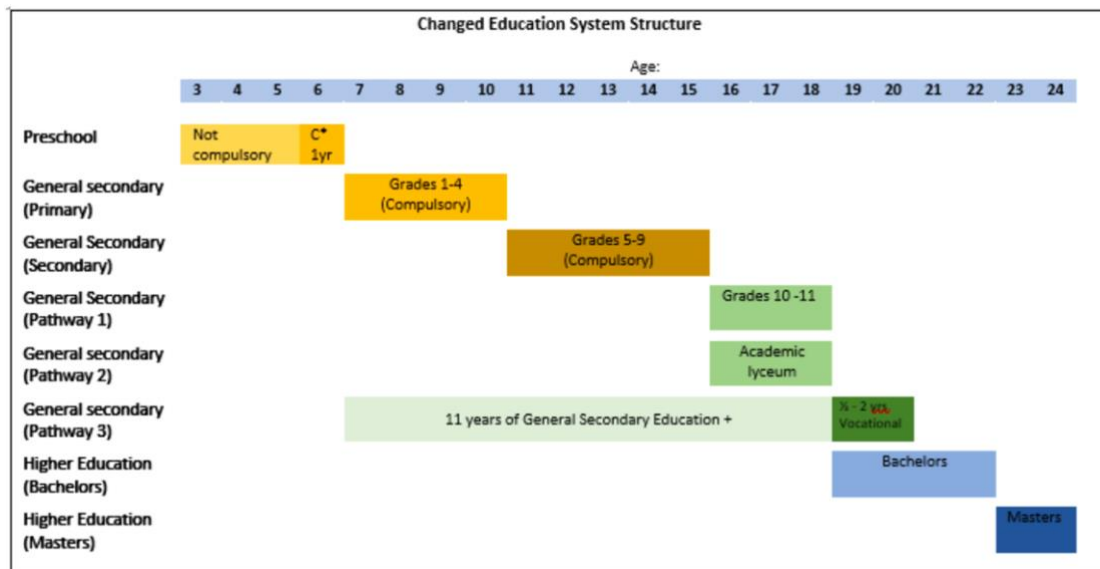 Changed Education System Structure
Age:
3 4 5 6 7 8 9 10 11 12 13 14 15 16 17 18 19 20 21 22 23 24
Preschool
Not
compulsory
C*
1yr
General secondary
(Primary)
Grades 1-4
(Compulsory)
General Secondary
(Secondary)
Grades 5-9
(Compulsory)
General Secondary
(Pathway 1)
Grades 10 -11
General secondary
(Pathway 2)
Academic
lyceum
General secondary
(Pathway 3)
11 years of General Secondary Education +
½ - 2 yrs
Vocational
Higher Education
(Bachelors)
Bachelors
Higher Education
(Masters)
Masters